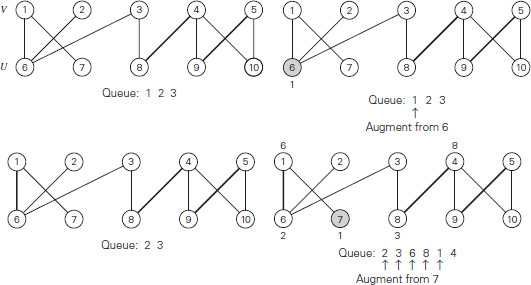 V 1 2 3 4 5
U 6 7 8 9 10
Queue: 1 2 3
1 2 3 4 5
6 7 8 9 10
1
Queue: 1 2 3
↑
Augment from 6
1 2 3 4 5
6 7 8 9 10
Queue: 2 3
6 8
1 2 3 4 5
6 7 8 9 10
2 1 3
Queue: 2 3 6 8 1 4
↑ ↑ ↑ ↑ ↑
Augment from 7